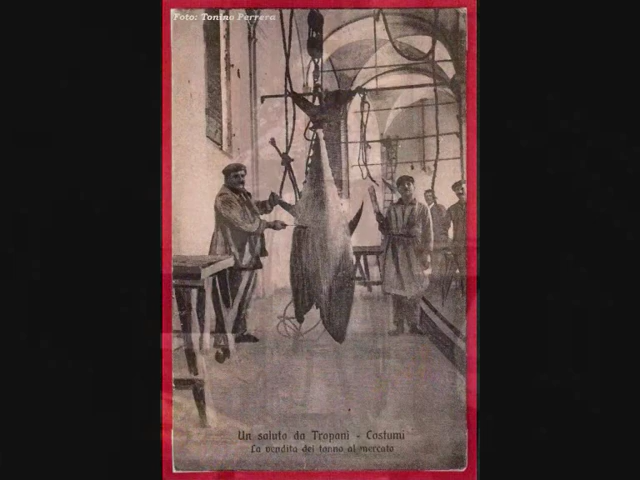 Foto: Tonino Perrera
Un saluto da Trapani - Costumi
La vendita del tonno al mercato